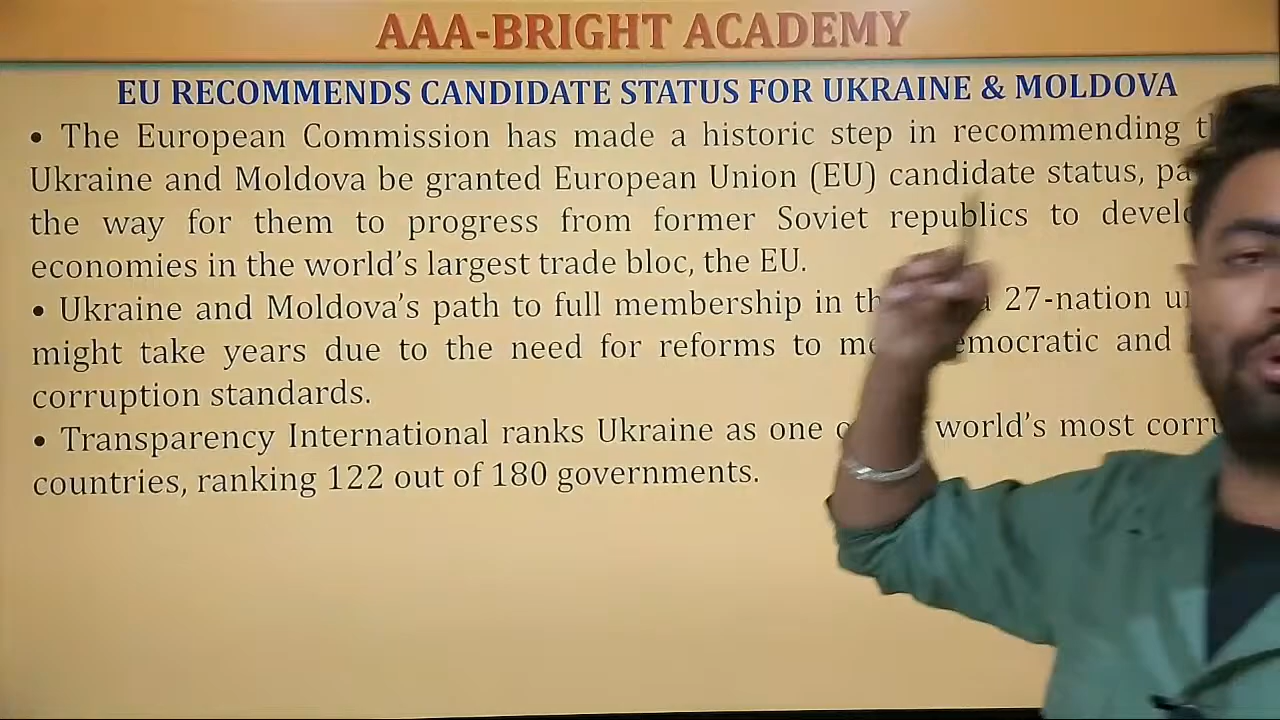 AAA-BRIGHT ACADEMY
EU RECOMMENDS CANDIDATE STATUS FOR UKRAINE & MOLDOVA
• The European Commission has made a historic step in recommending
Ukraine and Moldova be granted European Union (EU) candidate status,
the way for them to progress from former Soviet republics to
economies in the world's largest trade bloc, the EU.
• Ukraine and Moldova's path to full membership in 27-nation
might take years due to the need for reforms to and
corruption standards.
• Transparency International ranks Ukraine as one world's most
countries, ranking 122 out of 180 governments.